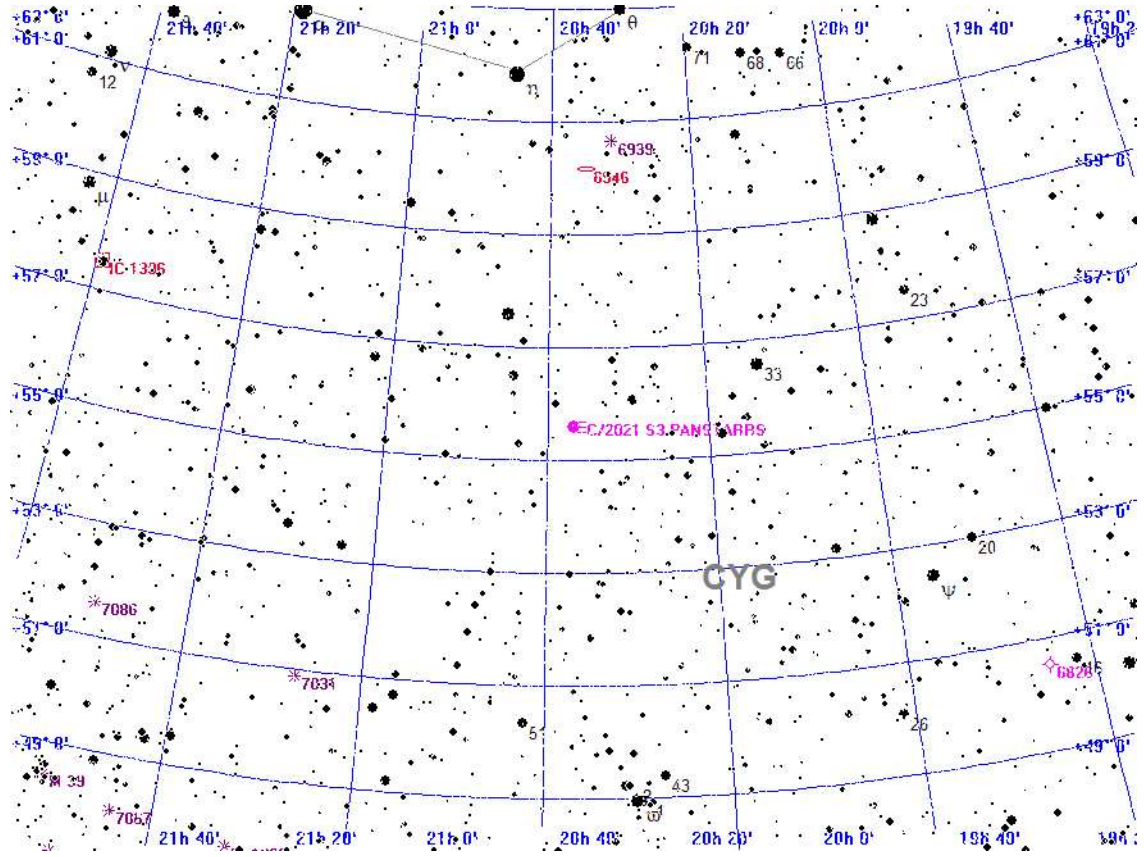 21h 40' 21h 20' 21h 0' 20h 40' θ 20h 20' 20h 0' 19h 40' +63° 0'
+61° 0' +61° 0'
12 ν η 71 68 66
6939
+59° 0' +59° 0'
6946
μ
IC 1396
+57° 0' +57° 0'
23
33
+55° 0' +55° 0'
C/2021 S3 PANSTARRS
+53° 0' +53° 0'
20
CYG
ψ
7086
+51° 0' +51° 0'
6826 16
7031
26
51
+49° 0' +49° 0'
M 39 43
7067 2
ω1
21h 40' 21h 20' 21h 0' 20h 40' 20h 20' 20h 0' 19h 40'